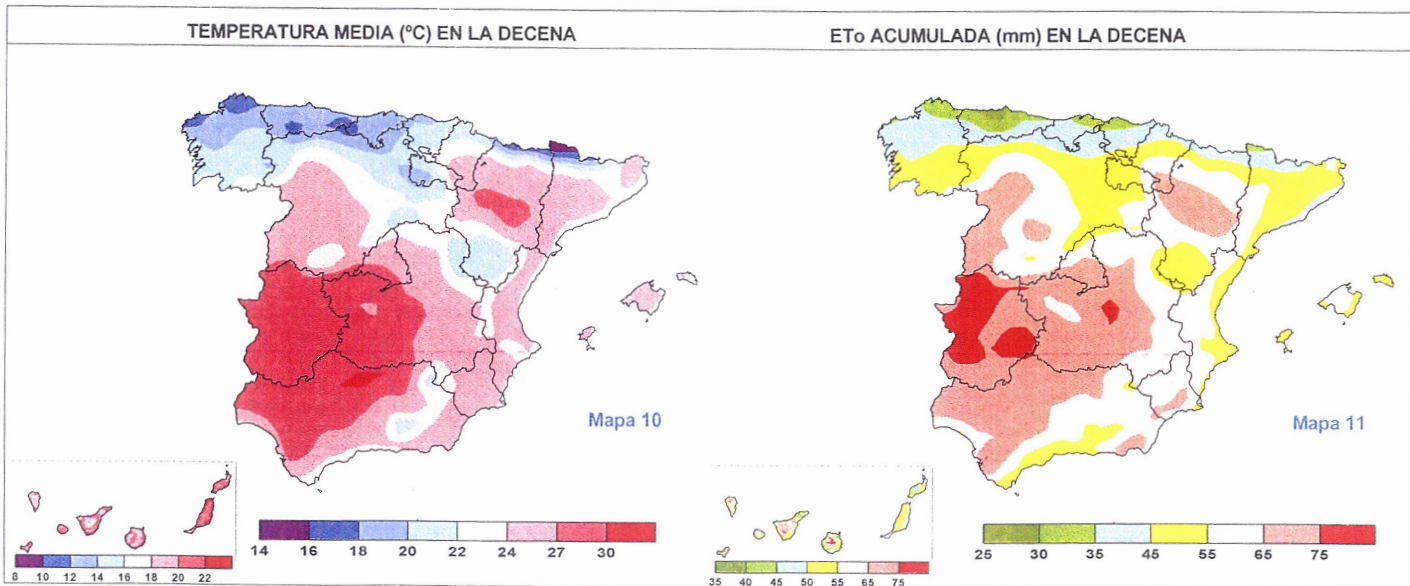 TEMPERATURA MEDIA (ºC) EN LA DECENA
ETo ACUMULADA (mm) EN LA DECENA
Mapa 10
Mapa 11
14 16 18 20 22 24 27 30
8 10 12 14 16 18 20 22
25 30 35 45 55 65 75
35 40 45 50 55 65 75